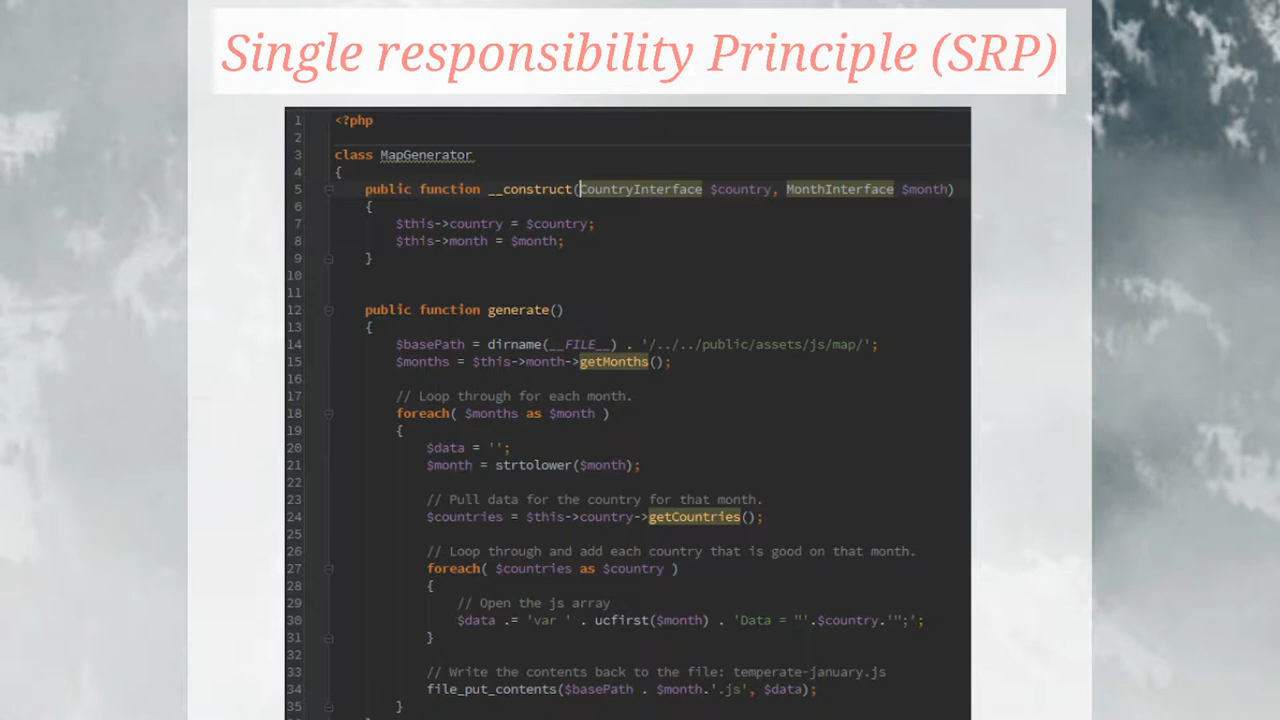 Single responsibility Principle (SRP)
1 <?php
2
3 class MapGenerator
4 {
5 public function __construct(CountryInterface $country, MonthInterface $month)
6 {
7 $this->country = $country;
8 $this->month = $month;
9 }
10
11
12 public function generate()
13 {
14 $basePath = dirname(__FILE__) . '/../../public/assets/js/map/';
15 $months = $this->month->getMonths();
16
17 // Loop through for each month.
18 foreach( $months as $month )
19 {
20 $data = '';
21 $month = strtolower($month);
22
23 // Pull data for the country for that month.
24 $countries = $this->country->getCountries();
25
26 // Loop through and add each country that is good on that month.
27 foreach( $countries as $country )
28 {
29 // Open the js array
30 $data .= 'var ' . ucfirst($month) . 'Data = "'.$country.'";';
31 }
32
33 // Write the contents back to the file: temperate-january.js
34 file_put_contents($basePath . $month.'.js', $data);
35 }